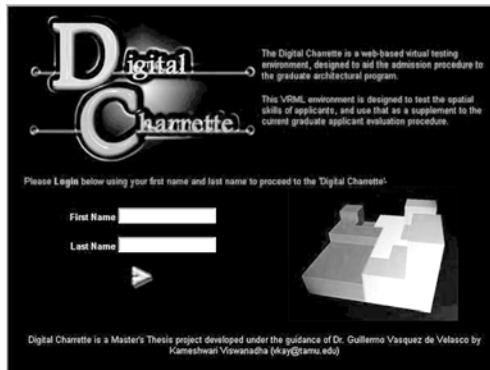 Digital
Charrette
The Digital Charrette is a web-based virtual testing
environment, designed to aid the admission procedure to
the graduate architectural program.
This VRML environment is designed to test the spatial
skills of applicants, and use that as a supplement to the
current graduate applicant evaluation procedure.
Please Login below using your first name and last name to proceed to the 'Digital Charrette'-
First Name
Last Name
Digital Charrette is a Master's Thesis project developed under the guidance of Dr. Guillermo Vasquez de Velasco by
Kameshwari Viswanadha (vkay@tamu.edu)